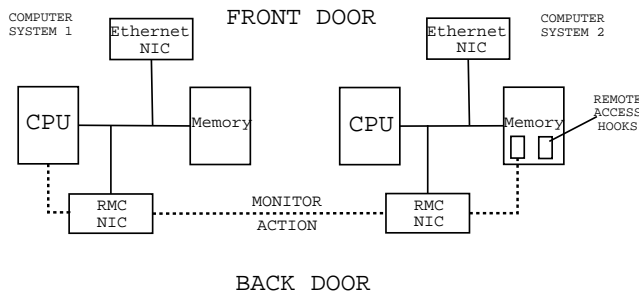 COMPUTER
SYSTEM 1
FRONT DOOR
COMPUTER
SYSTEM 2
Ethernet
NIC
Ethernet
NIC
CPU
Memory
CPU
Memory
REMOTE
ACCESS
HOOKS
RMC
NIC
MONITOR
ACTION
RMC
NIC
BACK DOOR